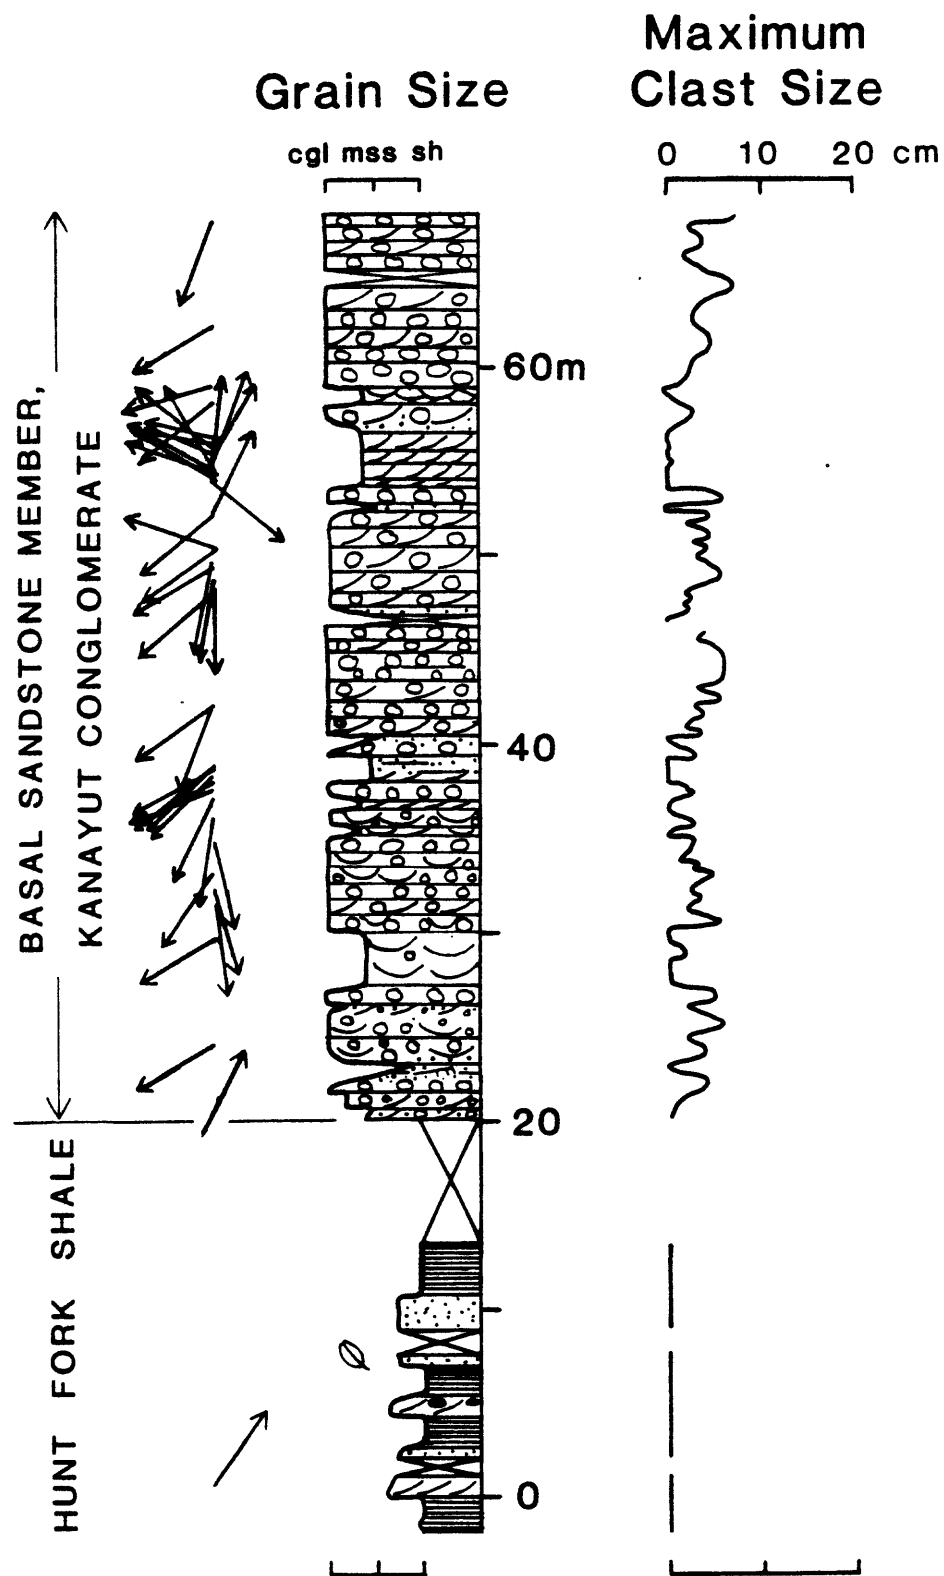 Maximum
Grain Size
Clast Size
cgl mss sh
0 10 20 cm
60m
40
20
0
BASAL SANDSTONE MEMBER,
KANAYUT CONGLOMERATE
HUNT FORK SHALE